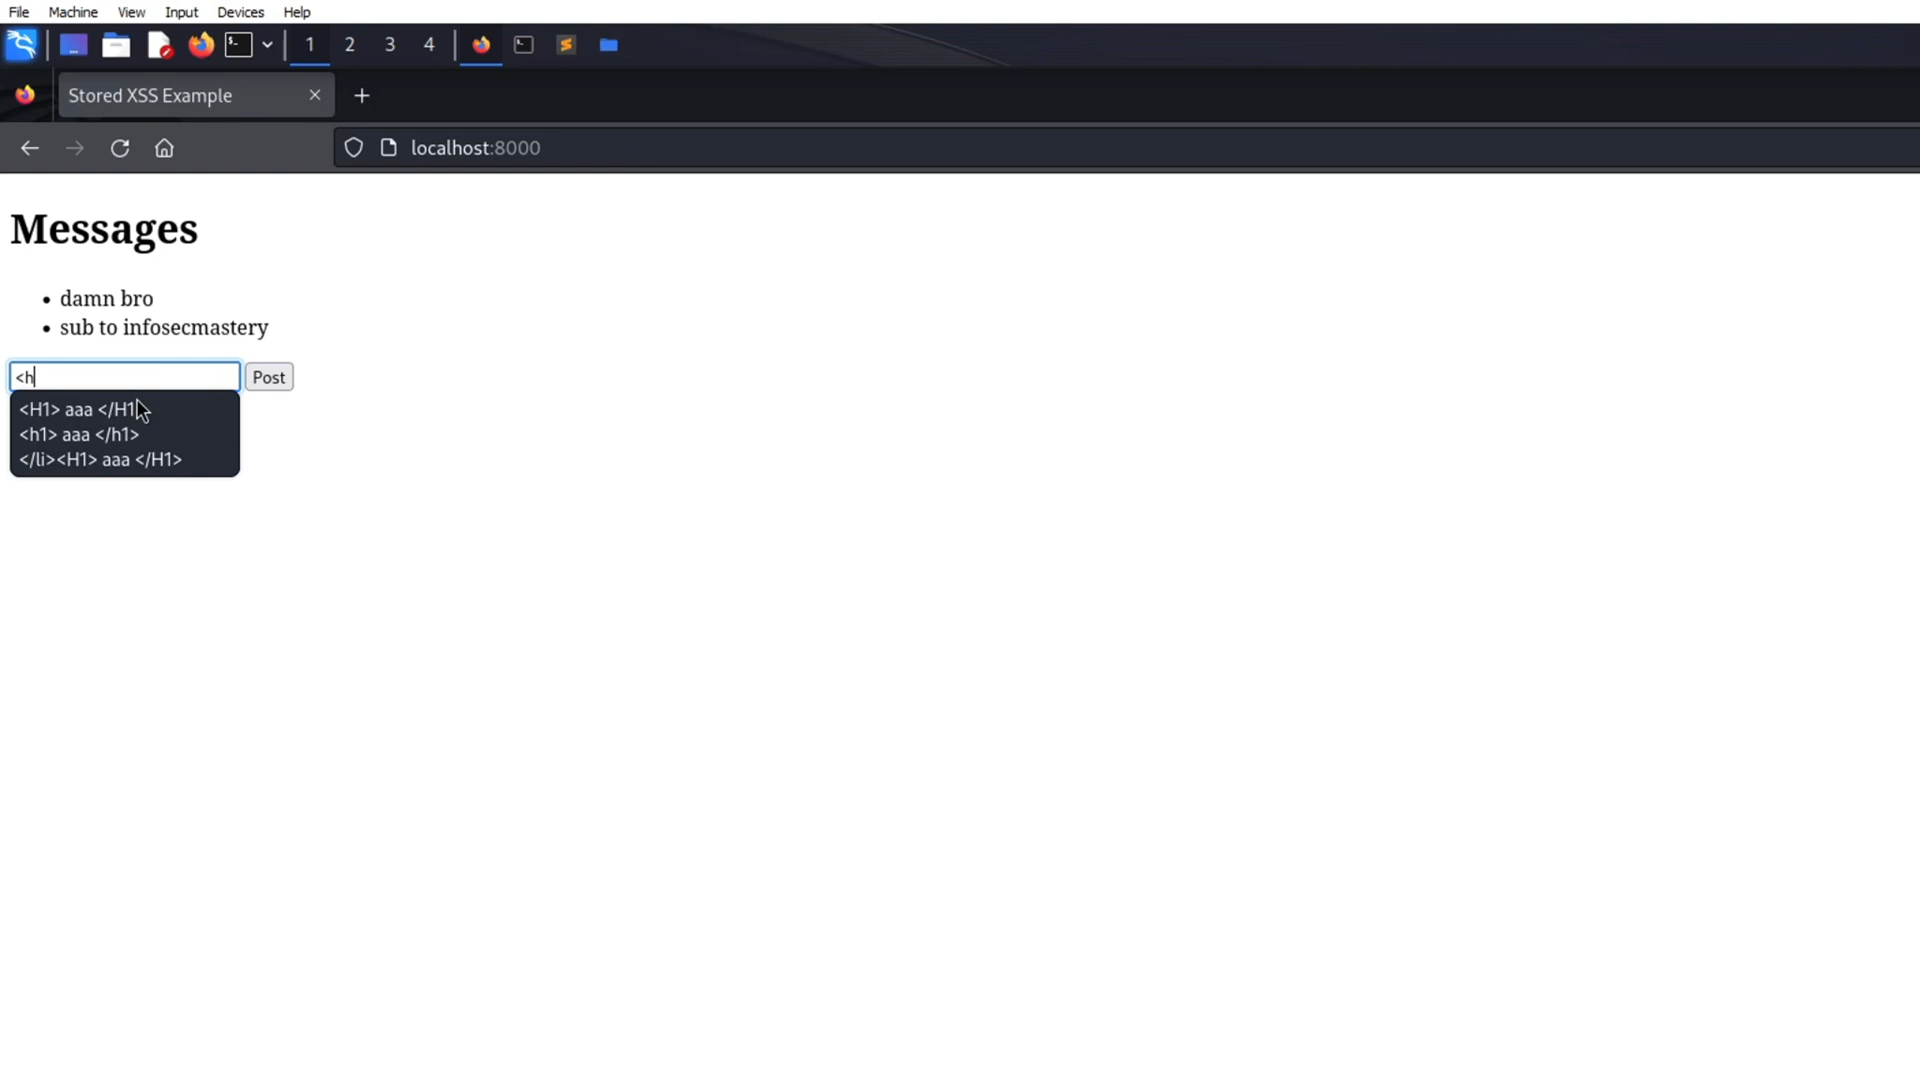 File Machine View Input Devices Help
1 2 3 4
Stored XSS Example
localhost:8000
Messages
• damn bro
• sub to infosecmastery
<h Post
<H1> aaa </H1
<h1> aaa </h1>
</li><H1> aaa </H1>